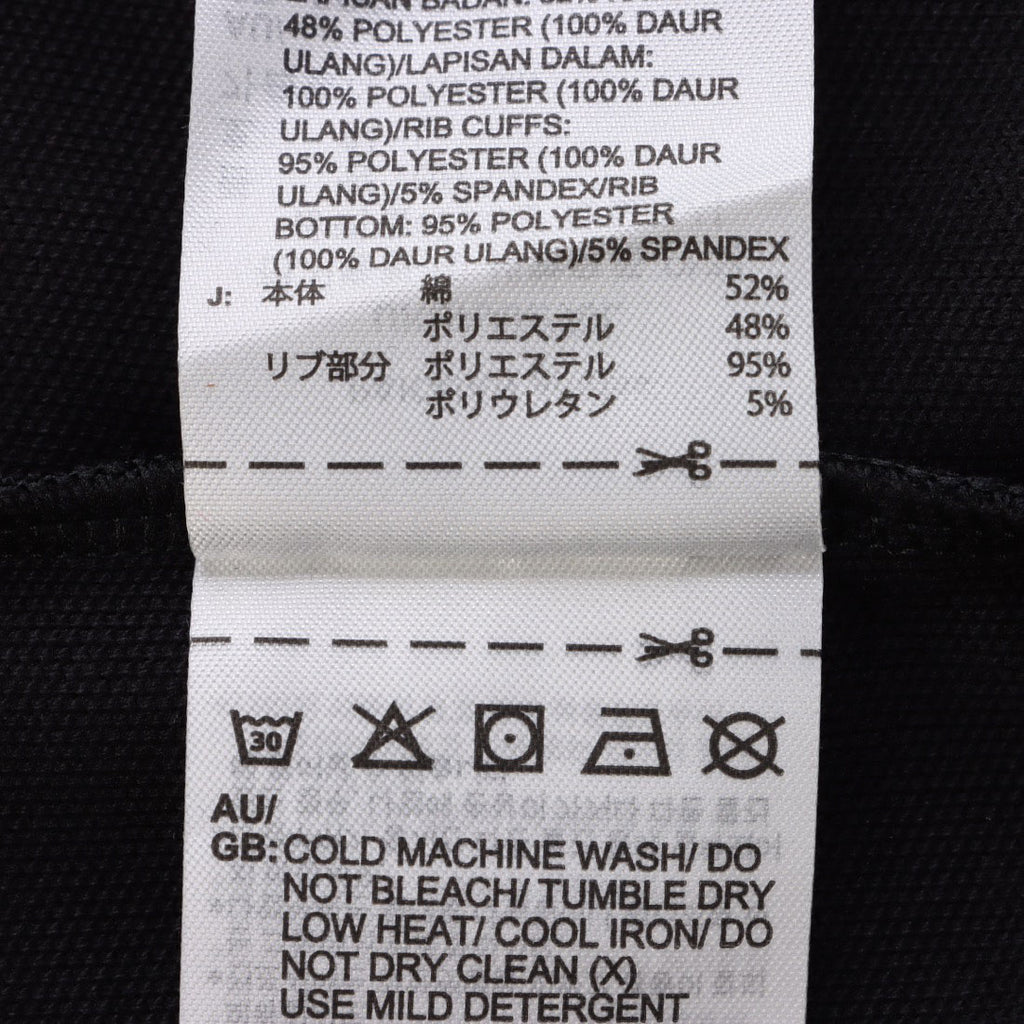 48% POLYESTER (100% DAUR
ULANG)/LAPISAN DALAM:
100% POLYESTER (100% DAUR
ULANG)/RIB CUFFS:
95% POLYESTER (100% DAUR
ULANG)/5% SPANDEX/RIB
BOTTOM: 95% POLYESTER
(100% DAUR ULANG)/5% SPANDEX
J: 本体 綿 52%
ポリエステル 48%
リブ部分 ポリエステル 95%
ポリウレタン 5%
30
AU/
GB: COLD MACHINE WASH/ DO
NOT BLEACH/ TUMBLE DRY
LOW HEAT/ COOL IRON/ DO
NOT DRY CLEAN (X)
USE MILD DETERGENT